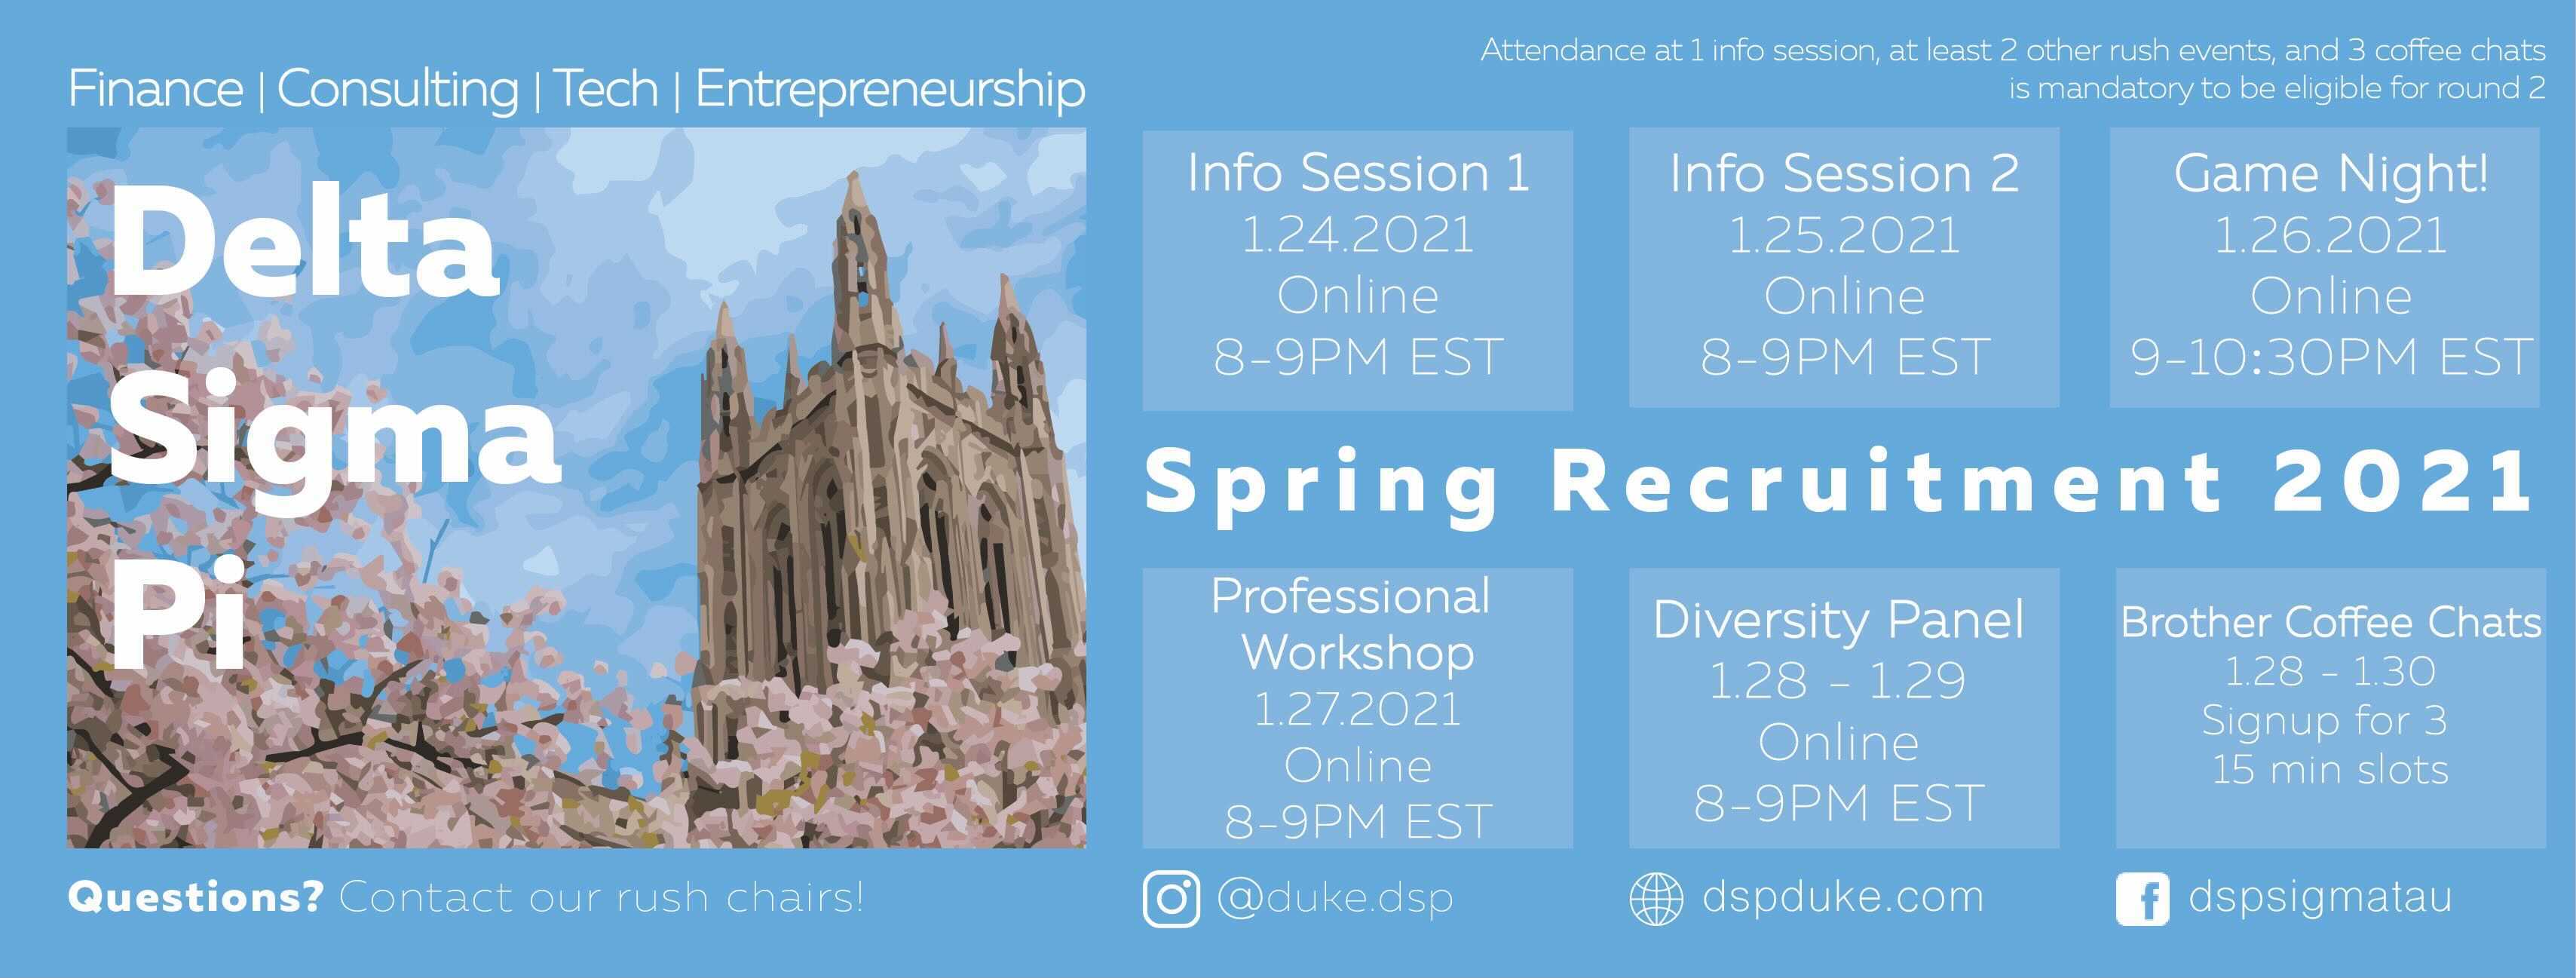 Finance | Consulting | Tech | Entrepreneurship
Delta
Sigma
Pi
Questions? Contact our rush chairs!
Attendance at 1 info session, at least 2 other rush events, and 3 coffee chats
is mandatory to be eligible for round 2
Info Session 1
1.24.2021
Online
8-9PM EST
Info Session 2
1.25.2021
Online
8-9PM EST
Game Night!
1.26.2021
Online
9-10:30PM EST
Spring Recruitment 2021
Professional
Workshop
1.27.2021
Online
8-9PM EST
Diversity Panel
1.28 - 1.29
Online
8-9PM EST
Brother Coffee Chats
1.28 - 1.30
Signup for 3
15 min slots
@duke.dsp
dspduke.com
dspsigmatau